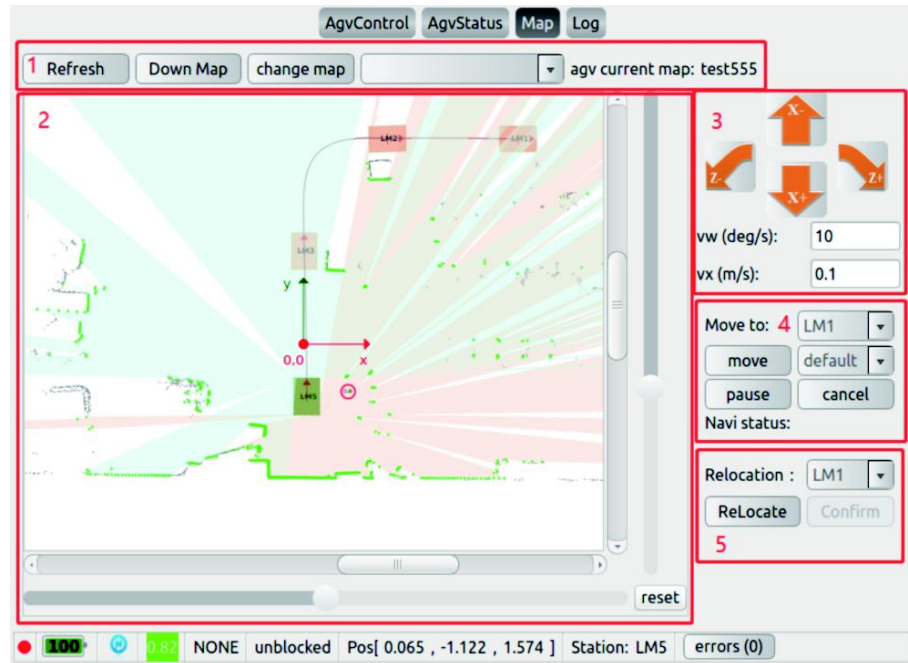 AgvControl AgvStatus Map Log
1 Refresh Down Map change map agv current map: test555
2
LM2 LM1
LM3
y
0.0 x
LM5
3
X-
Z- Z+
X+
vw (deg/s): 10
vx (m/s): 0.1
Move to: 4 LM1
move default
pause cancel
Navi status:
Relocation : LM1
ReLocate Confirm
5
reset
100 0.82 NONE unblocked Pos[ 0.065 , -1.122 , 1.574 ] Station: LM5 errors (0)